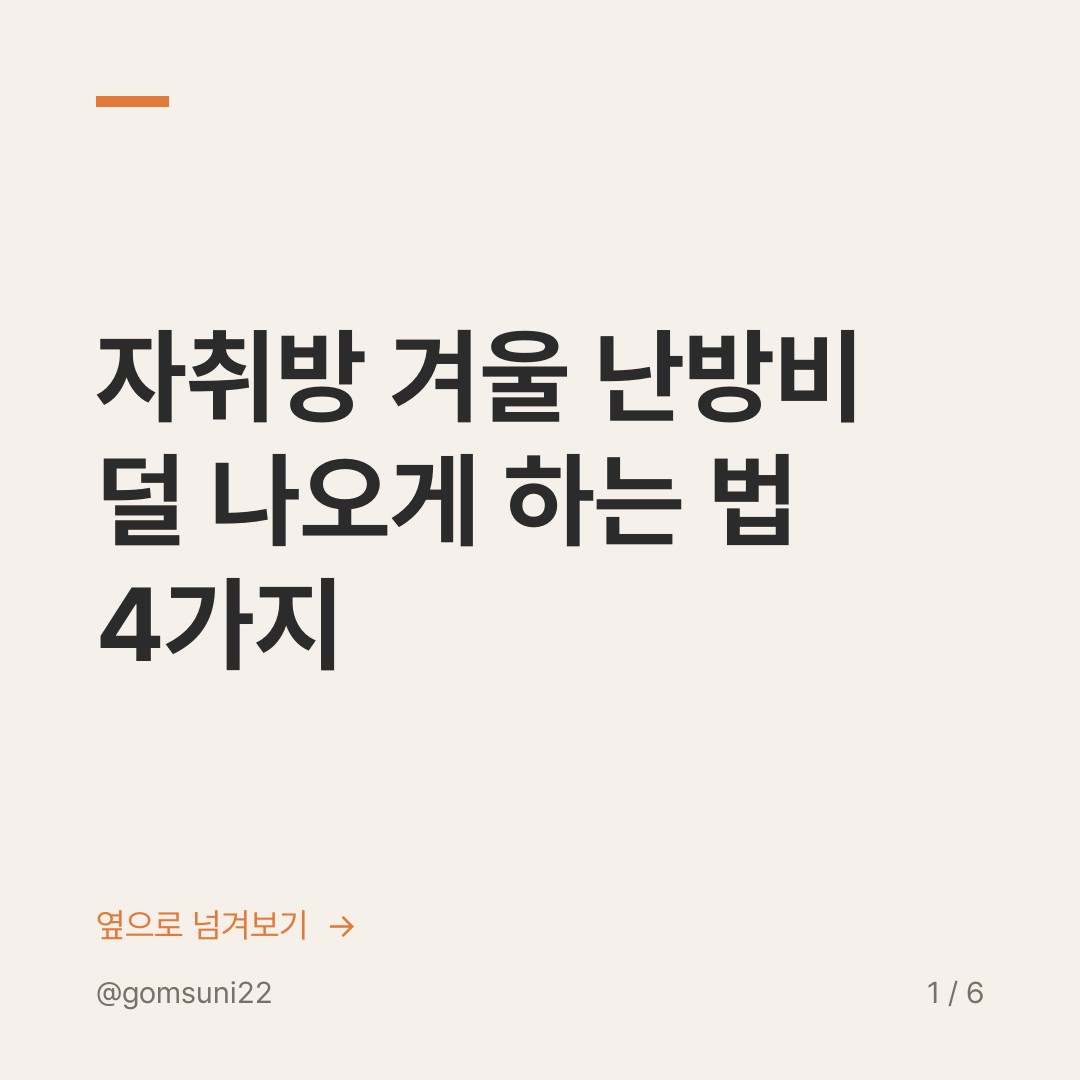 자취방 겨울 난방비
덜 나오게 하는 법
4가지
옆으로 넘겨보기 →
@gomsuni22
1 / 6